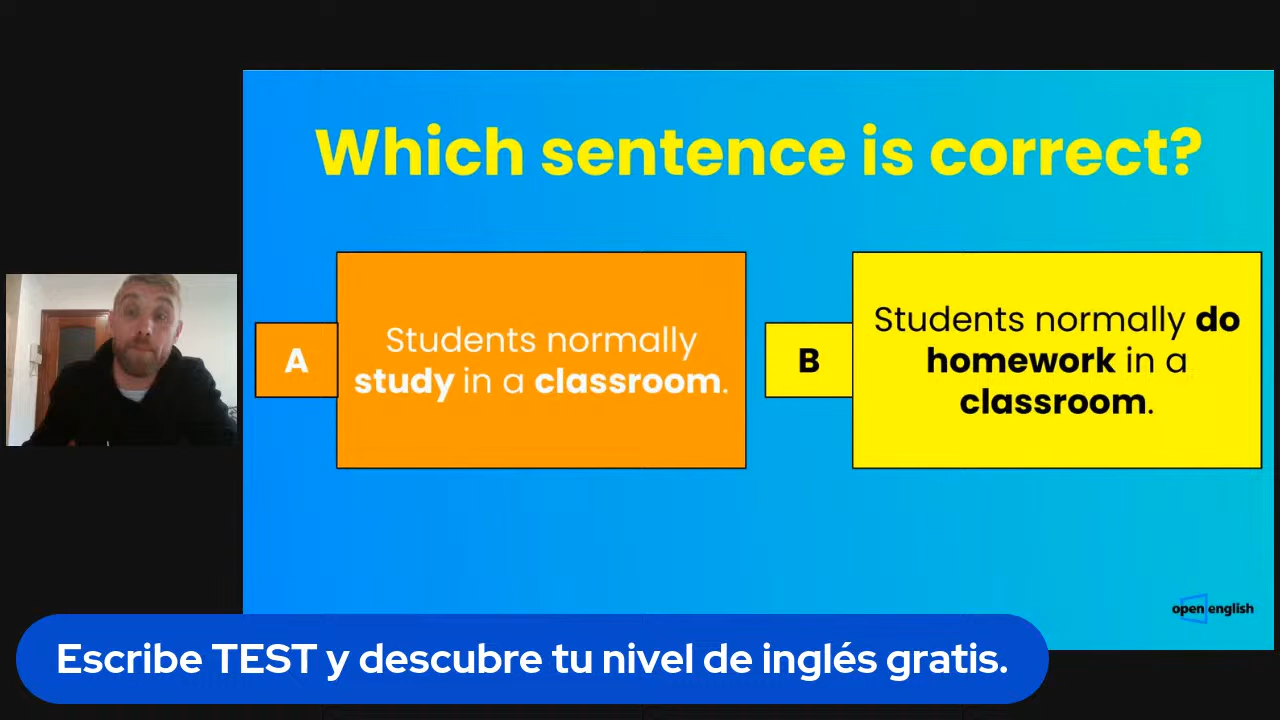 Which sentence is correct?
A
Students normally
study in a classroom.
B
Students normally do
homework in a
classroom.
open english
Escribe TEST y descubre tu nivel de inglés gratis.